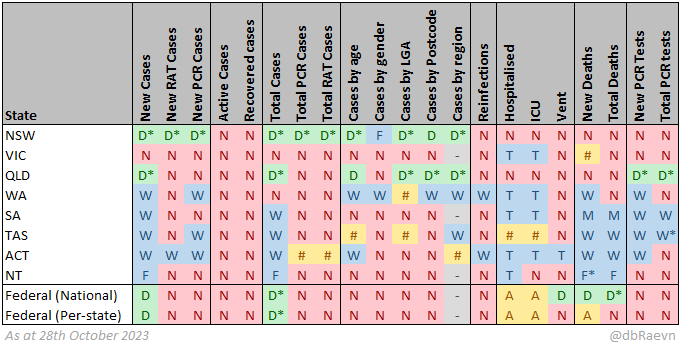 State New Cases New RAT Cases New PCR Cases Active Cases Recovered cases Total Cases Total PCR Cases Total RAT Cases Cases by age Cases by gender Cases by LGA Cases by Postcode Cases by region Reinfections Hospitalised ICU Vent New Deaths Total Deaths New PCR Tests Total PCR tests
NSW D* D* D* N N D* D* D* D* F D* D D* N N N N N N N N
VIC N N N N N N N N N N N N - N T T N # N N N
QLD D* N N N N D* N N D N D* D* D* N N N N N N D* D*
WA W N W N N N N N W W # W W N T T N W N W N
SA W N N N N W N N N N N N - N T T N M M W W
TAS W N W N N W N N # N # N W N # # N W W W W*
ACT W W W N N W # # W N N N # W T T T W W W N
NT F N N N N F N N N N N N - N T N N F* F N N
Federal (National) D N N N N D* N N N N N N - N A A D D D* N N
Federal (Per-state) D N N N N D* N N N N N N - N A A N A N N N
As at 28th October 2023 @dbRaevn